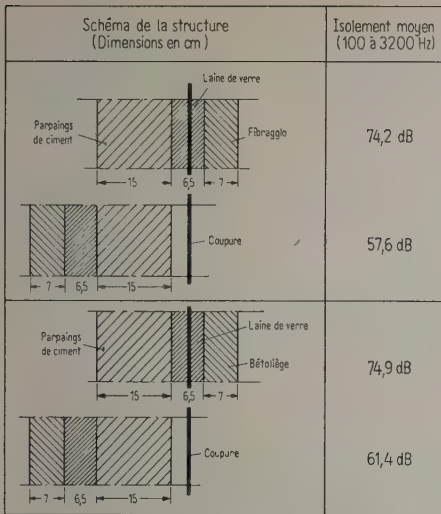 Schéma de la structure
(Dimensions en cm)
Isolement moyen
(100 à 3200 Hz)
Laine de verre
Parpaings
de ciment
Fibragglo
15
6,5
7
74,2 dB
Coupure
7
6,5
15
57,6 dB
Parpaings
de ciment
Laine de verre
Bétoliège
15
6,5
7
74,9 dB
Coupure
7
6,5
15
61,4 dB